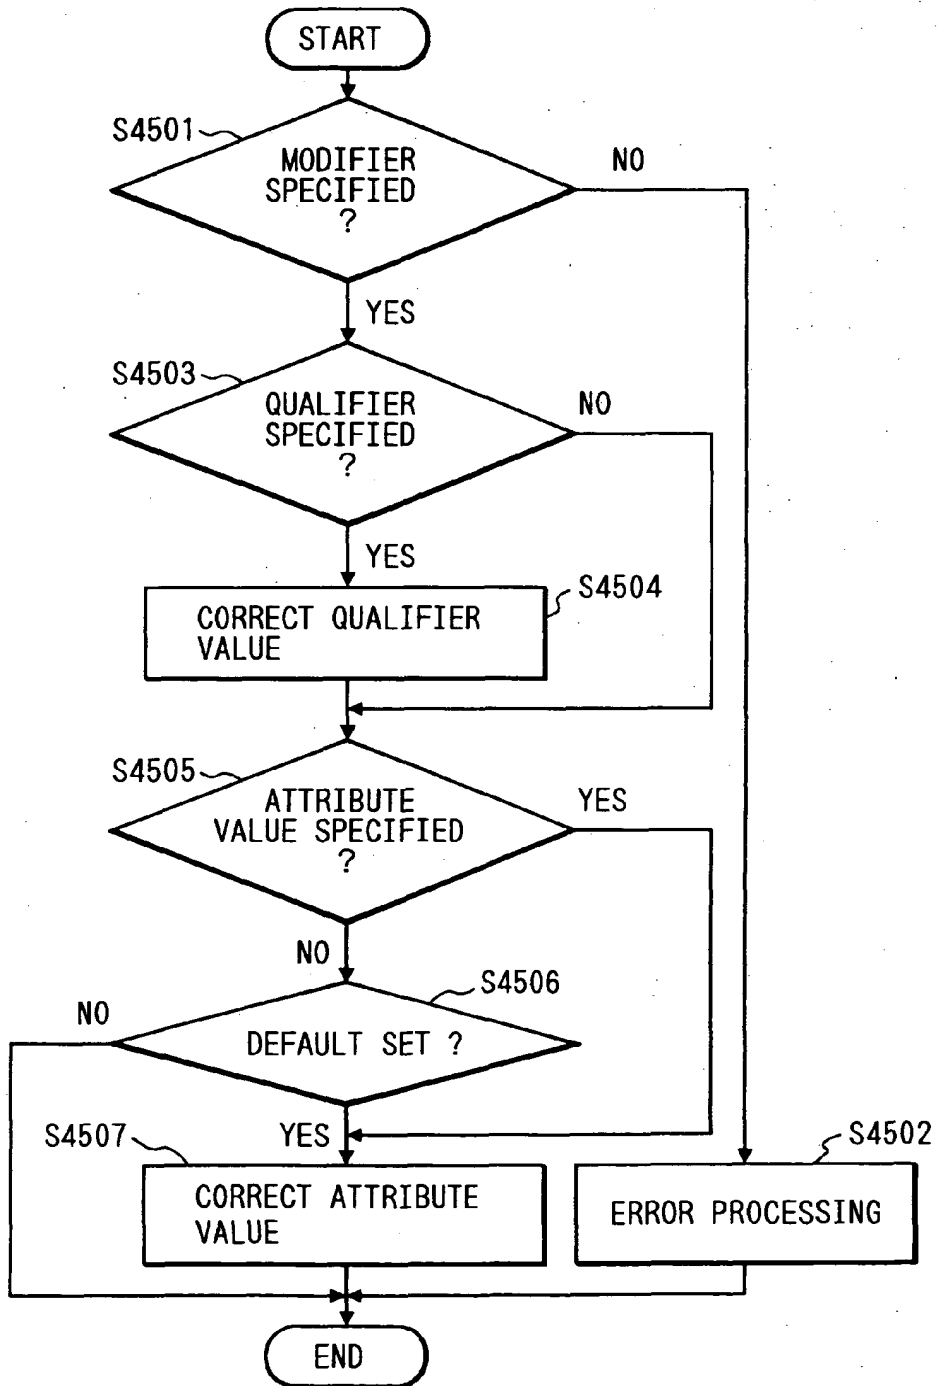 START
S4501
MODIFIER
SPECIFIED
?
NO
YES
S4503
QUALIFIER
SPECIFIED
?
NO
YES
S4504
CORRECT QUALIFIER
VALUE
S4505
ATTRIBUTE
VALUE SPECIFIED
?
YES
NO
S4506
NO
DEFAULT SET ?
YES
S4507
CORRECT ATTRIBUTE
VALUE
S4502
ERROR PROCESSING
END